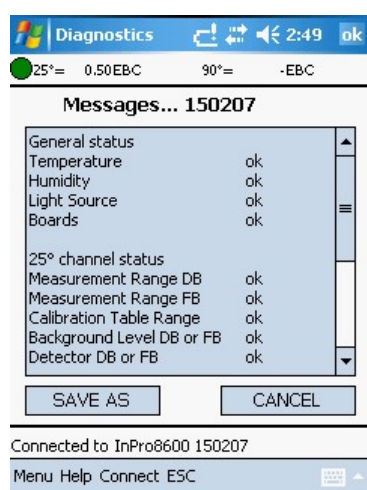 Diagnostics 2:49 ok
25°= 0.50EBC 90°= -EBC
Messages... 150207
General status
Temperature ok
Humidity ok
Light Source ok
Boards ok
25° channel status
Measurement Range DB ok
Measurement Range FB ok
Calibration Table Range ok
Background Level DB or FB ok
Detector DB or FB ok
SAVE AS CANCEL
Connected to InPro8600 150207
Menu Help Connect ESC